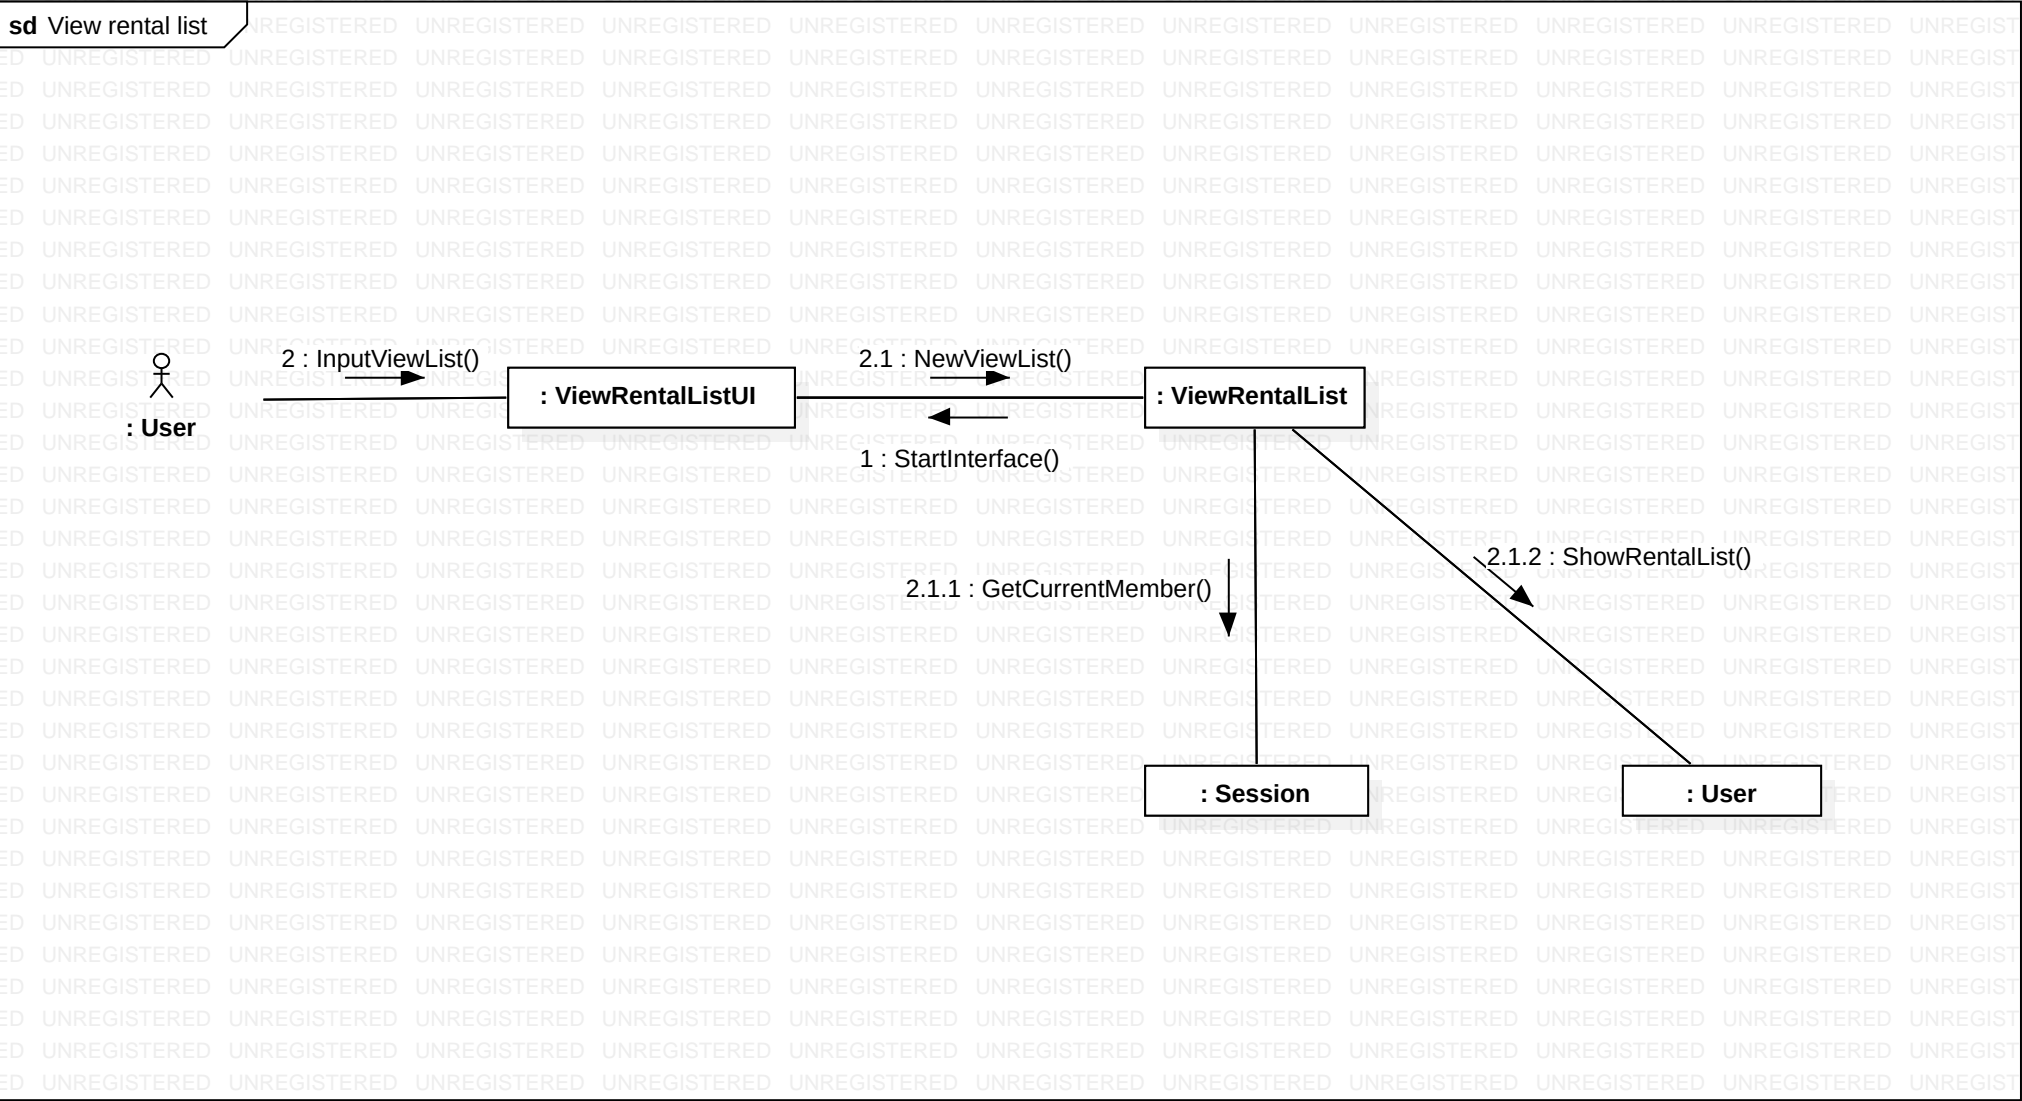 sd View rental list
2 : InputViewList()
2.1 : NewViewList()
: ViewRentalListUI
: ViewRentalList
: User
1 : StartInterface()
2.1.2 : ShowRentalList()
2.1.1 : GetCurrentMember()
: Session
: User
UNREGISTERED